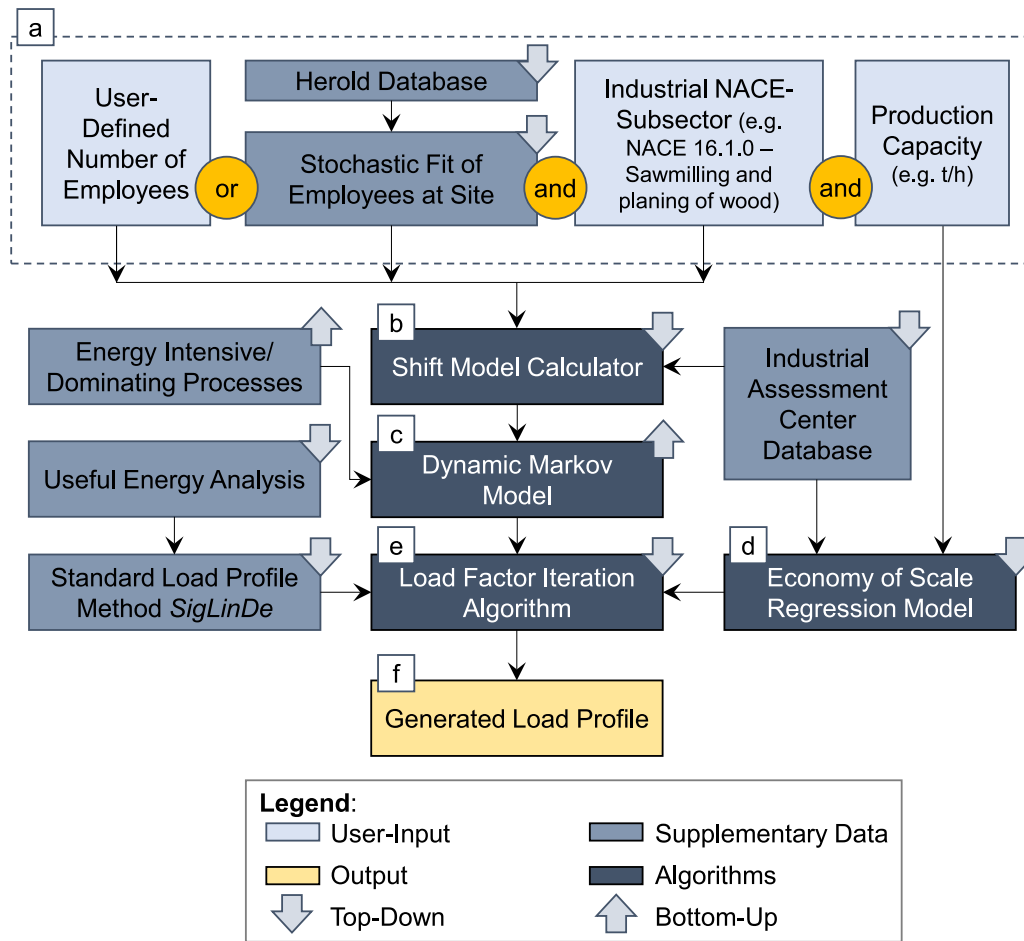 a
User-
Defined
Number of
Employees
or
Herold Database
Stochastic Fit of
Employees at Site
and
Industrial NACE-
Subsector (e.g.
NACE 16.1.0 –
Sawmilling and
planing of wood)
and
Production
Capacity
(e.g. t/h)
Energy Intensive/
Dominating Processes
b
Shift Model Calculator
Industrial
Assessment
Center
Database
Useful Energy Analysis
c
Dynamic Markov
Model
Standard Load Profile
Method SigLinDe
e
Load Factor Iteration
Algorithm
d
Economy of Scale
Regression Model
f
Generated Load Profile
Legend:
User-Input
Supplementary Data
Output
Algorithms
Top-Down
Bottom-Up